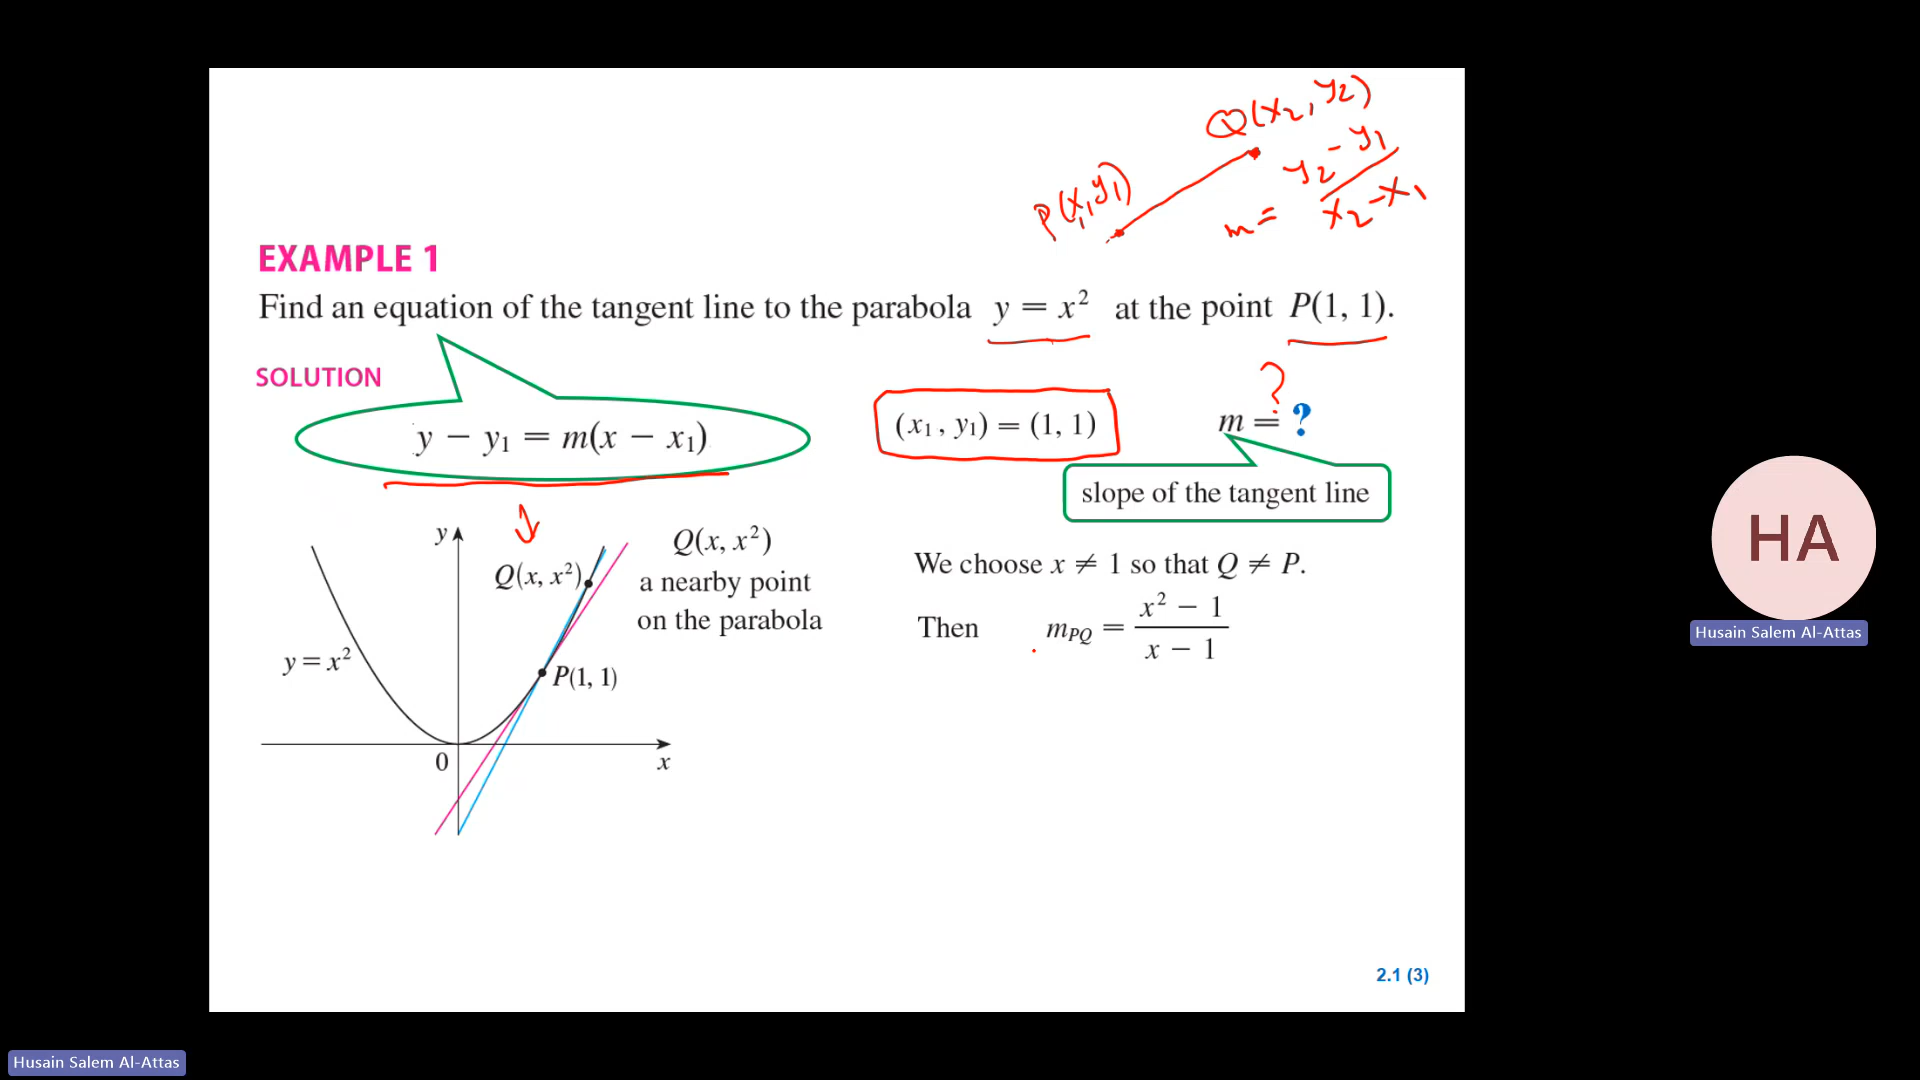 Q(x₂, y₂)
P(x₁, y₁)
m = (y₂ - y₁)/(x₂ - x₁)
EXAMPLE 1
Find an equation of the tangent line to the parabola y = x² at the point P(1, 1).
SOLUTION
y − y₁ = m(x − x₁)
(x₁, y₁) = (1, 1)
?
m = ?
slope of the tangent line
y
Q(x, x²)
Q(x, x²)
a nearby point
on the parabola
y = x²
P(1, 1)
0
x
We choose x ≠ 1 so that Q ≠ P.
Then m_PQ = (x² − 1)/(x − 1)
2.1 (3)
HA
Husain Salem Al-Attas
Husain Salem Al-Attas